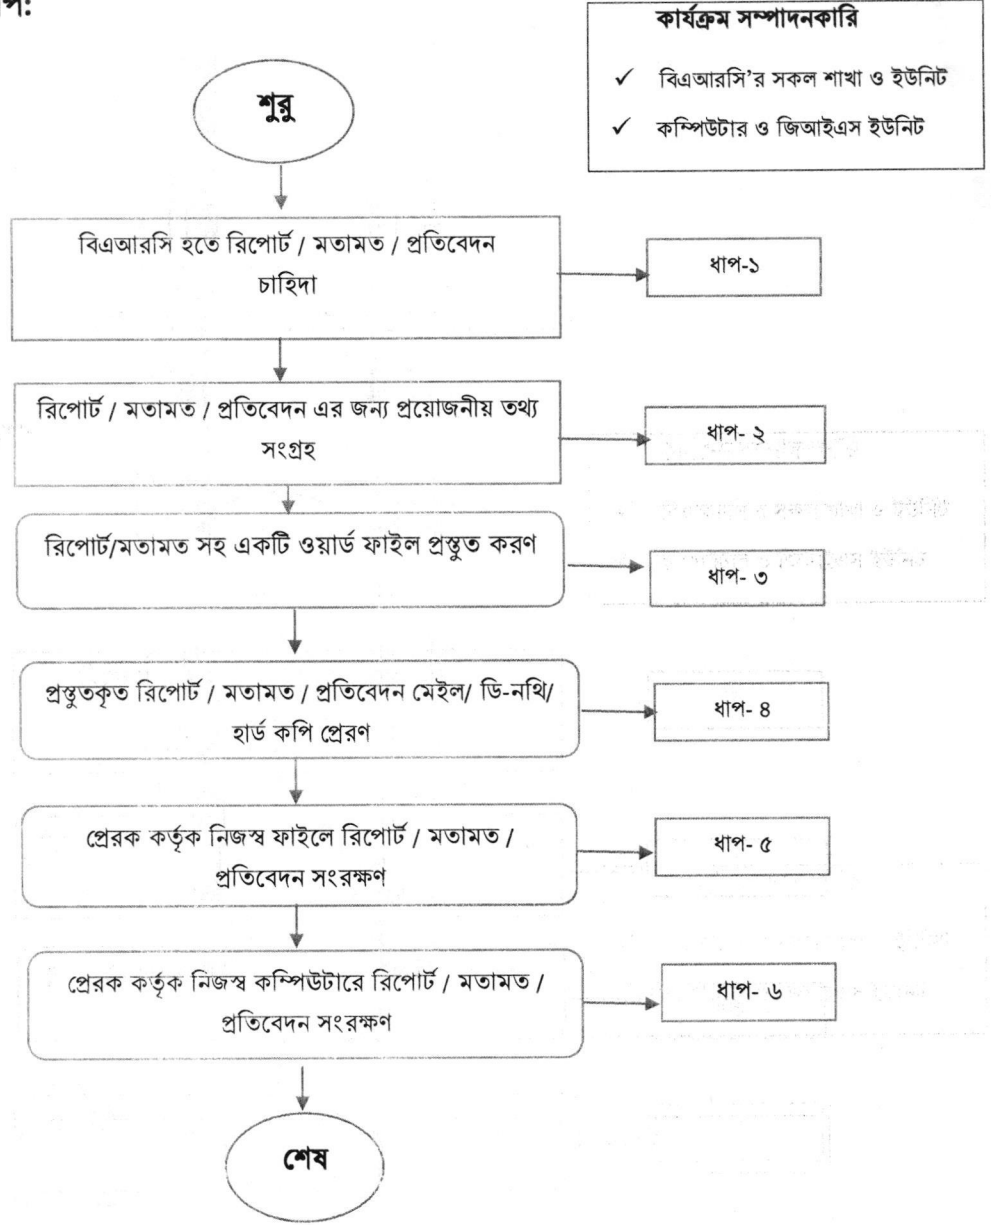 কার্যক্রম সম্পাদনকারি
✓ বিএআরসি'র সকল শাখা ও ইউনিট
✓ কম্পিউটার ও জিআইএস ইউনিট
শুরু
বিএআরসি হতে রিপোর্ট / মতামত / প্রতিবেদন
চাহিদা
ধাপ-১
রিপোর্ট / মতামত / প্রতিবেদন এর জন্য প্রয়োজনীয় তথ্য
সংগ্রহ
ধাপ- ২
রিপোর্ট/মতামত সহ একটি ওয়ার্ড ফাইল প্রস্তুত করণ
ধাপ- ৩
প্রস্তুতকৃত রিপোর্ট / মতামত / প্রতিবেদন মেইল/ ডি-নথি/
হার্ড কপি প্রেরণ
ধাপ- ৪
প্রেরক কর্তৃক নিজস্ব ফাইলে রিপোর্ট / মতামত /
প্রতিবেদন সংরক্ষণ
ধাপ- ৫
প্রেরক কর্তৃক নিজস্ব কম্পিউটারে রিপোর্ট / মতামত /
প্রতিবেদন সংরক্ষণ
ধাপ- ৬
শেষ